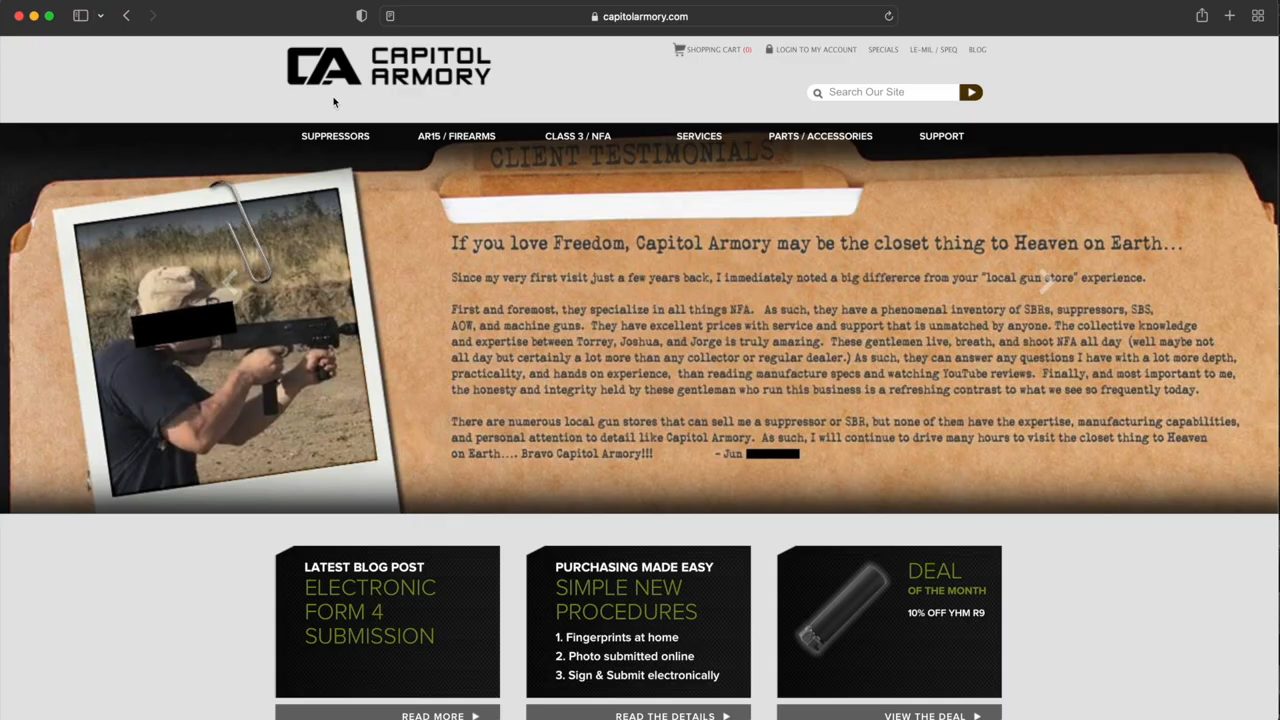 capitolarmory.com
CA CAPITOL
ARMORY
SHOPPING CART (0) LOGIN TO MY ACCOUNT SPECIALS LE-MIL / SPEQ BLOG
Search Our Site
SUPPRESSORS AR15 / FIREARMS CLASS 3 / NFA SERVICES PARTS / ACCESSORIES SUPPORT
CLIENT TESTIMONIALS
If you love Freedom, Capitol Armory may be the closet thing to Heaven on Earth...
Since my very first visit just a few years back, I immediately noted a big difference from your "local gun store" experience.
First and foremost, they specialize in all things NFA. As such, they have a phenomenal inventory of SBRs, suppressors, SBS,
AOW, and machine guns. They have excellent prices with service and support that is unmatched by anyone. The collective knowledge
and expertise between Torrey, Joshua, and Jorge is truly amazing. These gentlemen live, breath, and shoot NFA all day (well maybe not
all day but certainly a lot more than any collector or regular dealer.) As such, they can answer any questions I have with a lot more depth,
practicality, and hands on experience, than reading manufacture specs and watching YouTube reviews. Finally, and most important to me,
the honesty and integrity held by these gentleman who run this business is a refreshing contrast to what we see so frequently today.
There are numerous local gun stores that can sell me a suppressor or SBR, but none of them have the expertise, manufacturing capabilities,
and personal attention to detail like Capitol Armory. As such, I will continue to drive many hours to visit the closet thing to Heaven
on Earth.... Bravo Capitol Armory!!! - Jun
LATEST BLOG POST
ELECTRONIC
FORM 4
SUBMISSION
READ MORE
PURCHASING MADE EASY
SIMPLE NEW
PROCEDURES
1. Fingerprints at home
2. Photo submitted online
3. Sign & Submit electronically
READ THE DETAILS
DEAL
OF THE MONTH
10% OFF YHM R9
VIEW THE DEAL